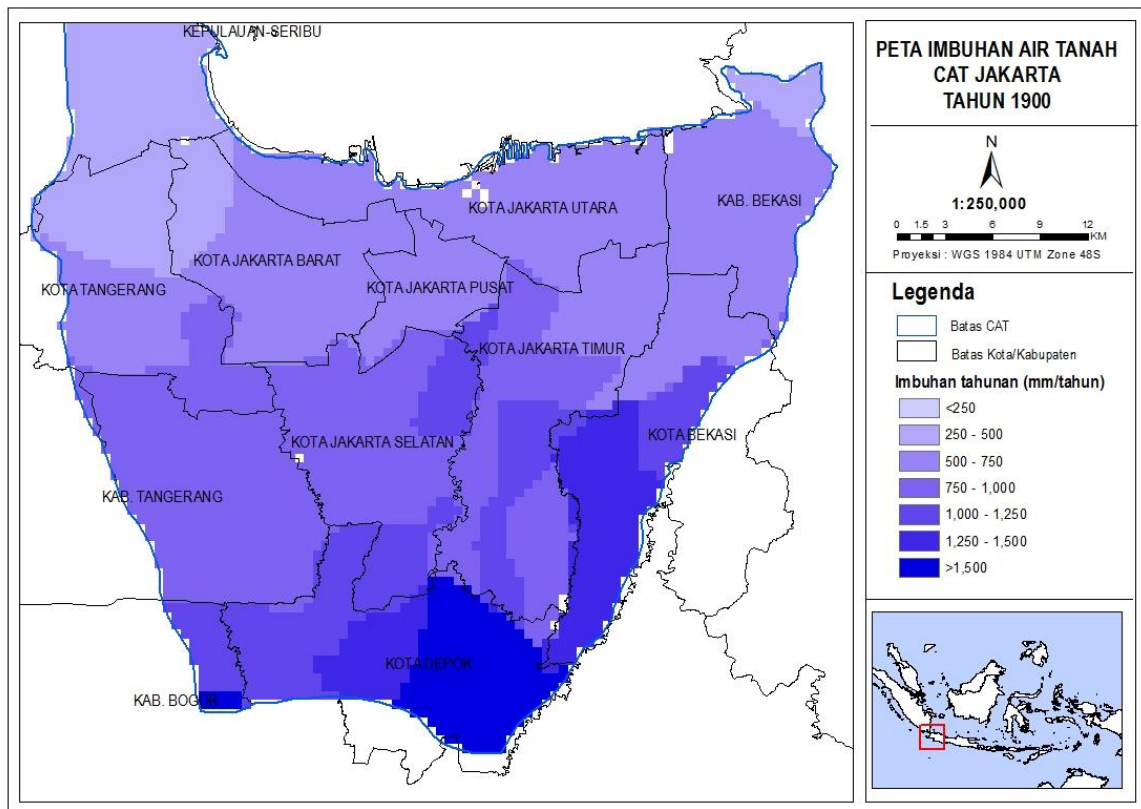 KEPULAUAN-SERIBU
KAB. BEKASI
KOTA JAKARTA UTARA
KOTA JAKARTA BARAT
KOTA JAKARTA PUSAT
KOTA TANGERANG
KOTA JAKARTA TIMUR
KOTA BEKASI
KOTA JAKARTA SELATAN
KAB. TANGERANG
KOTA DEPOK
KAB. BOGOR
PETA IMBUHAN AIR TANAH
CAT JAKARTA
TAHUN 1900
N
1:250,000
0 1.5 3 6 9 12
KM
Proyeksi : WGS 1984 UTM Zone 48S
Legenda
Batas CAT
Batas Kota/Kabupaten
Imbuhan tahunan (mm/tahun)
<250
250 - 500
500 - 750
750 - 1,000
1,000 - 1,250
1,250 - 1,500
>1,500